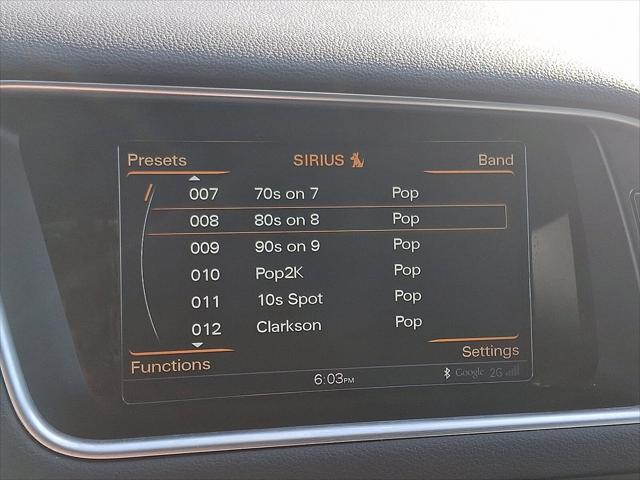 Presets SIRIUS Band
007 70s on 7 Pop
008 80s on 8 Pop
009 90s on 9 Pop
010 Pop2K Pop
011 10s Spot Pop
012 Clarkson Pop
Functions Settings
6:03PM Google 2G